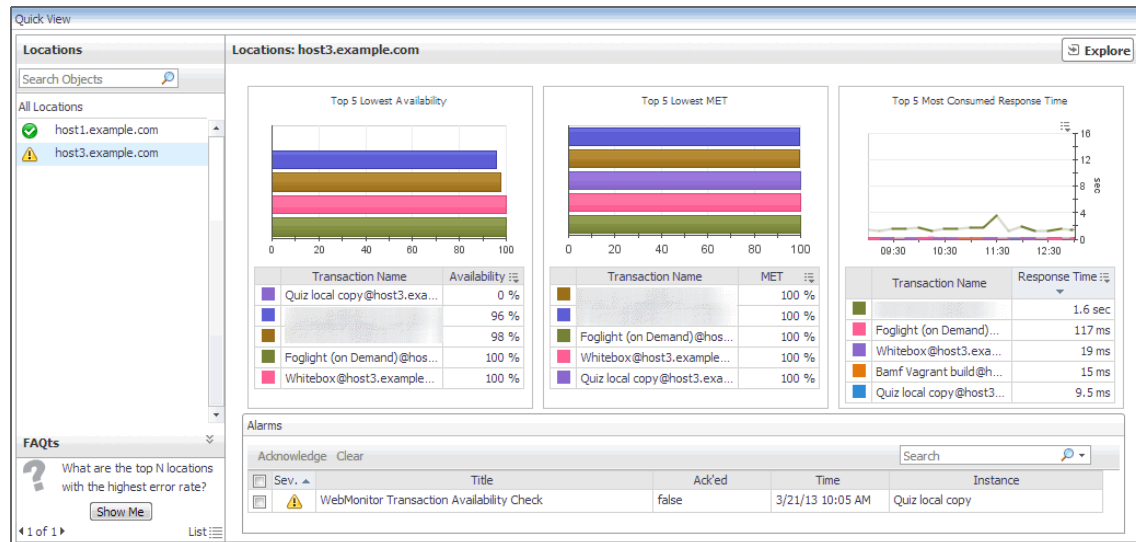 Quick View
Locations
Search Objects
All Locations
host1.example.com
host3.example.com
FAQts
What are the top N locations
with the highest error rate?
Show Me
1 of 1
List
Locations: host3.example.com
Explore
Top 5 Lowest Availability
0 20 40 60 80 100
Transaction Name Availability
Quiz local copy@host3.exa... 0 %
96 %
98 %
Foglight (on Demand)@hos... 100 %
Whitebox@host3.example... 100 %
Top 5 Lowest MET
0 20 40 60 80 100
Transaction Name MET
100 %
100 %
Foglight (on Demand)@hos... 100 %
Whitebox@host3.example... 100 %
Quiz local copy@host3.exa... 100 %
Top 5 Most Consumed Response Time
16
12
8
4
0
sec
09:30 10:30 11:30 12:30
Transaction Name Response Time
1.6 sec
Foglight (on Demand)... 117 ms
Whitebox@host3.exa... 19 ms
Bamf Vagrant build@h... 15 ms
Quiz local copy@host3... 9.5 ms
Alarms
Acknowledge Clear
Search
Sev. Title Ack'ed Time Instance
WebMonitor Transaction Availability Check false 3/21/13 10:05 AM Quiz local copy